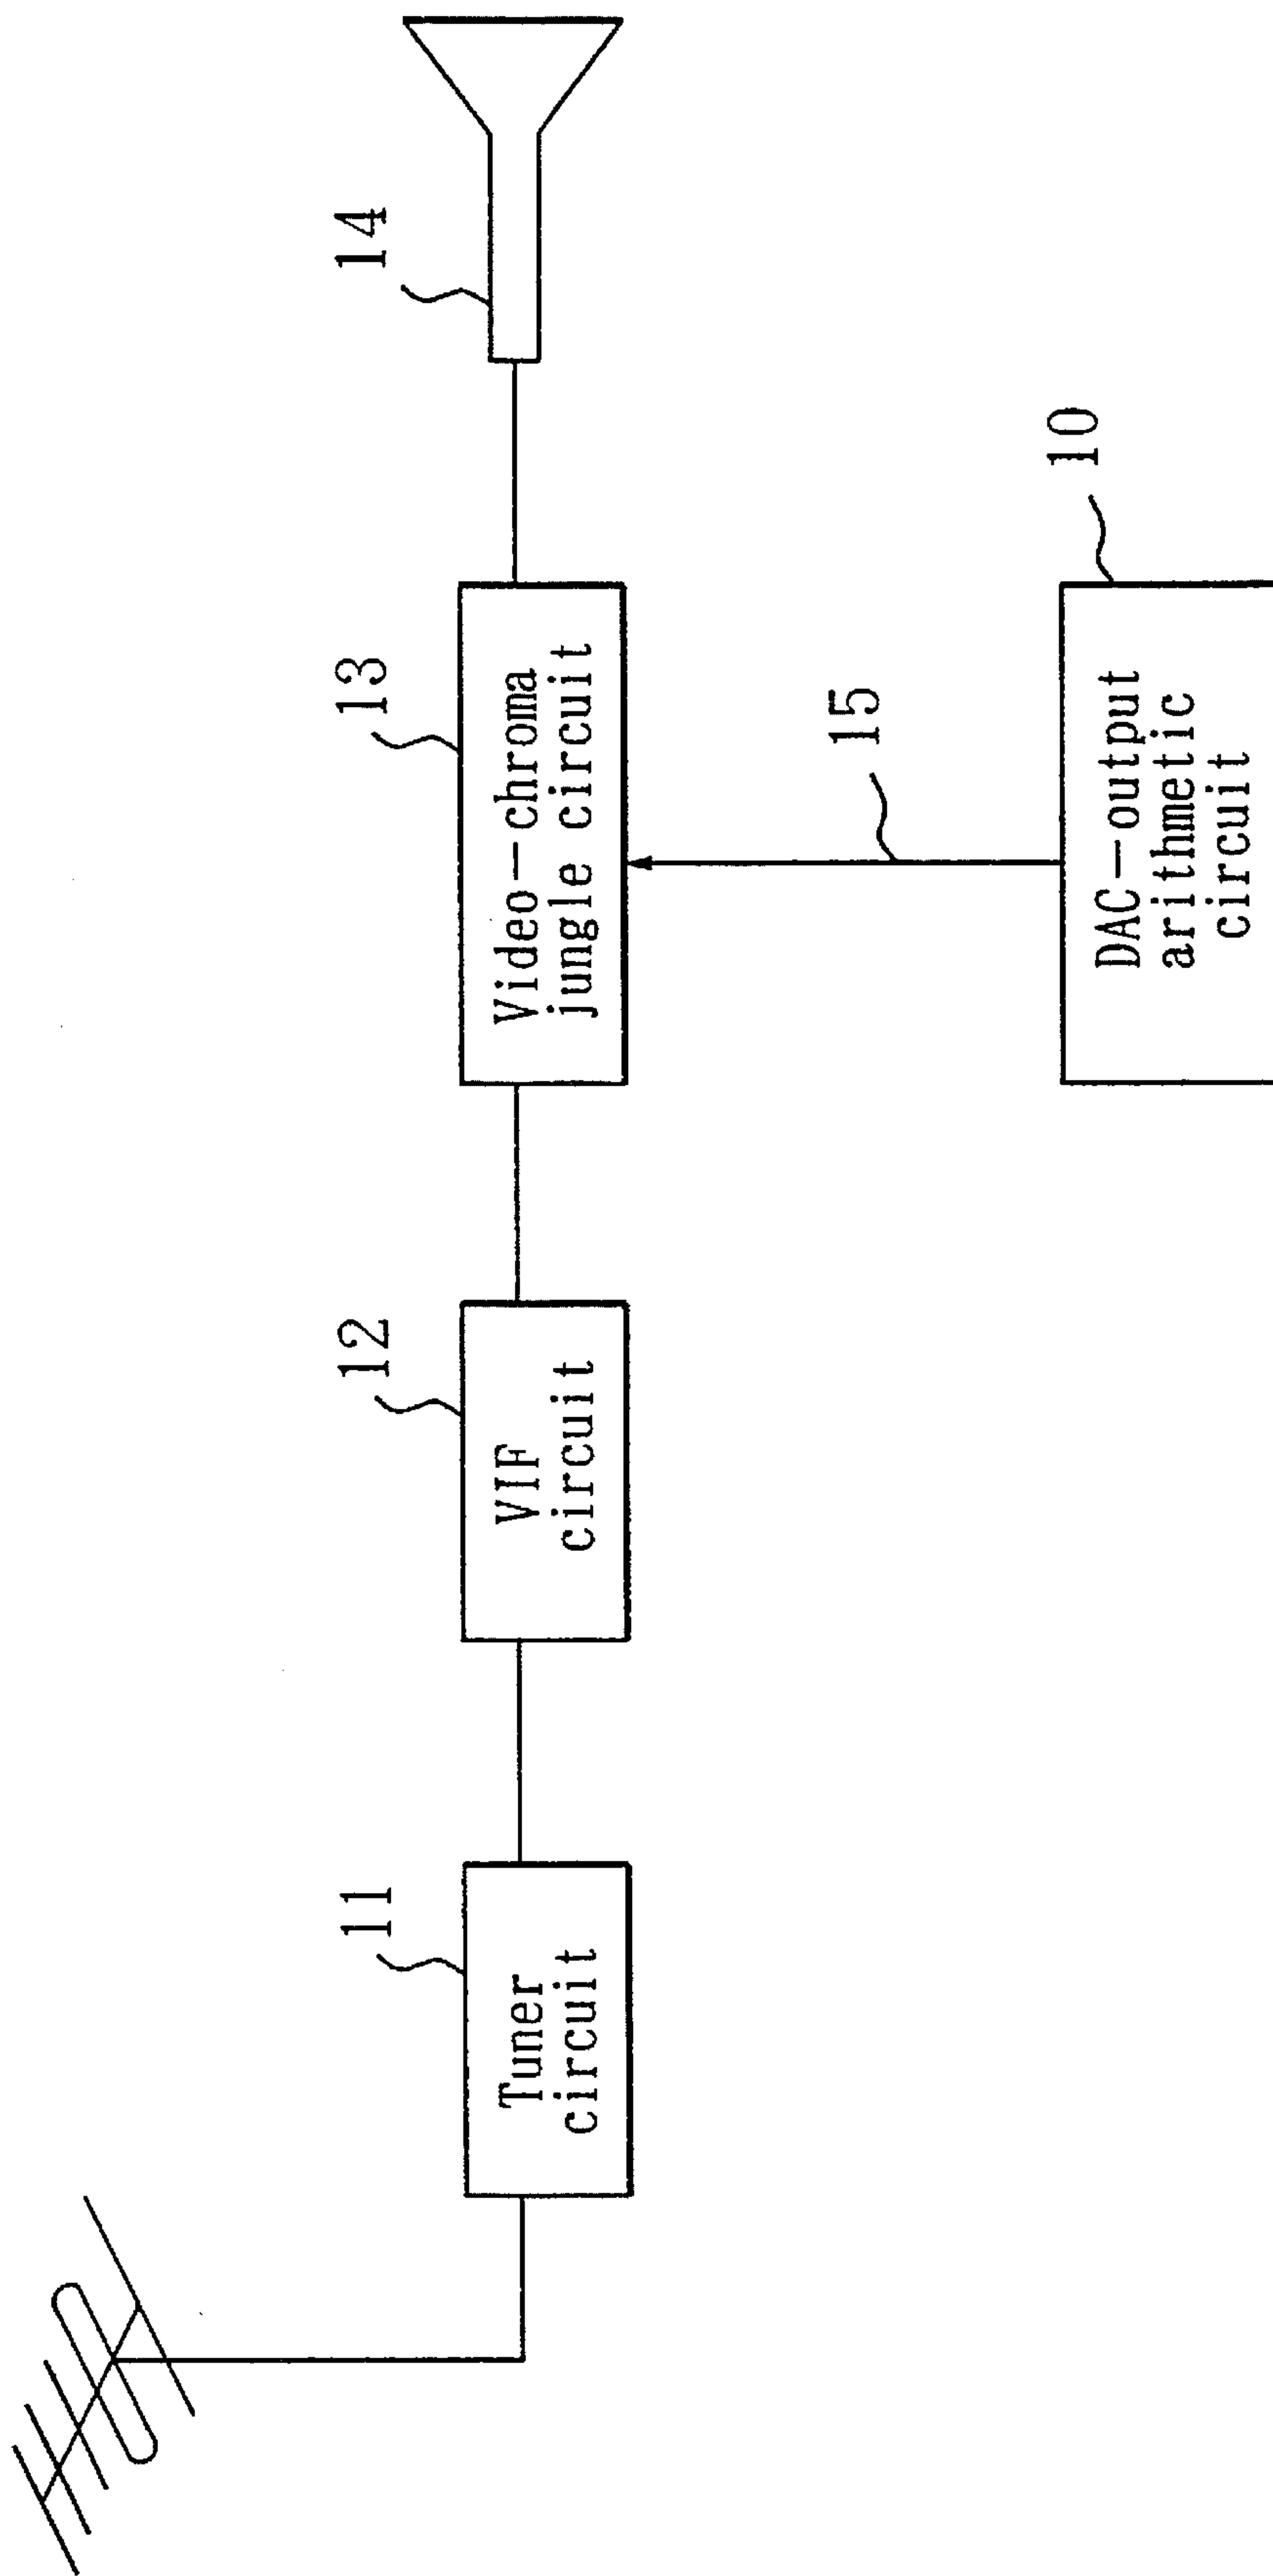 14
13
Video-chroma
jungle circuit
12
VIF
circuit
11
Tuner
circuit
15
10
DAC-output
arithmetic
circuit